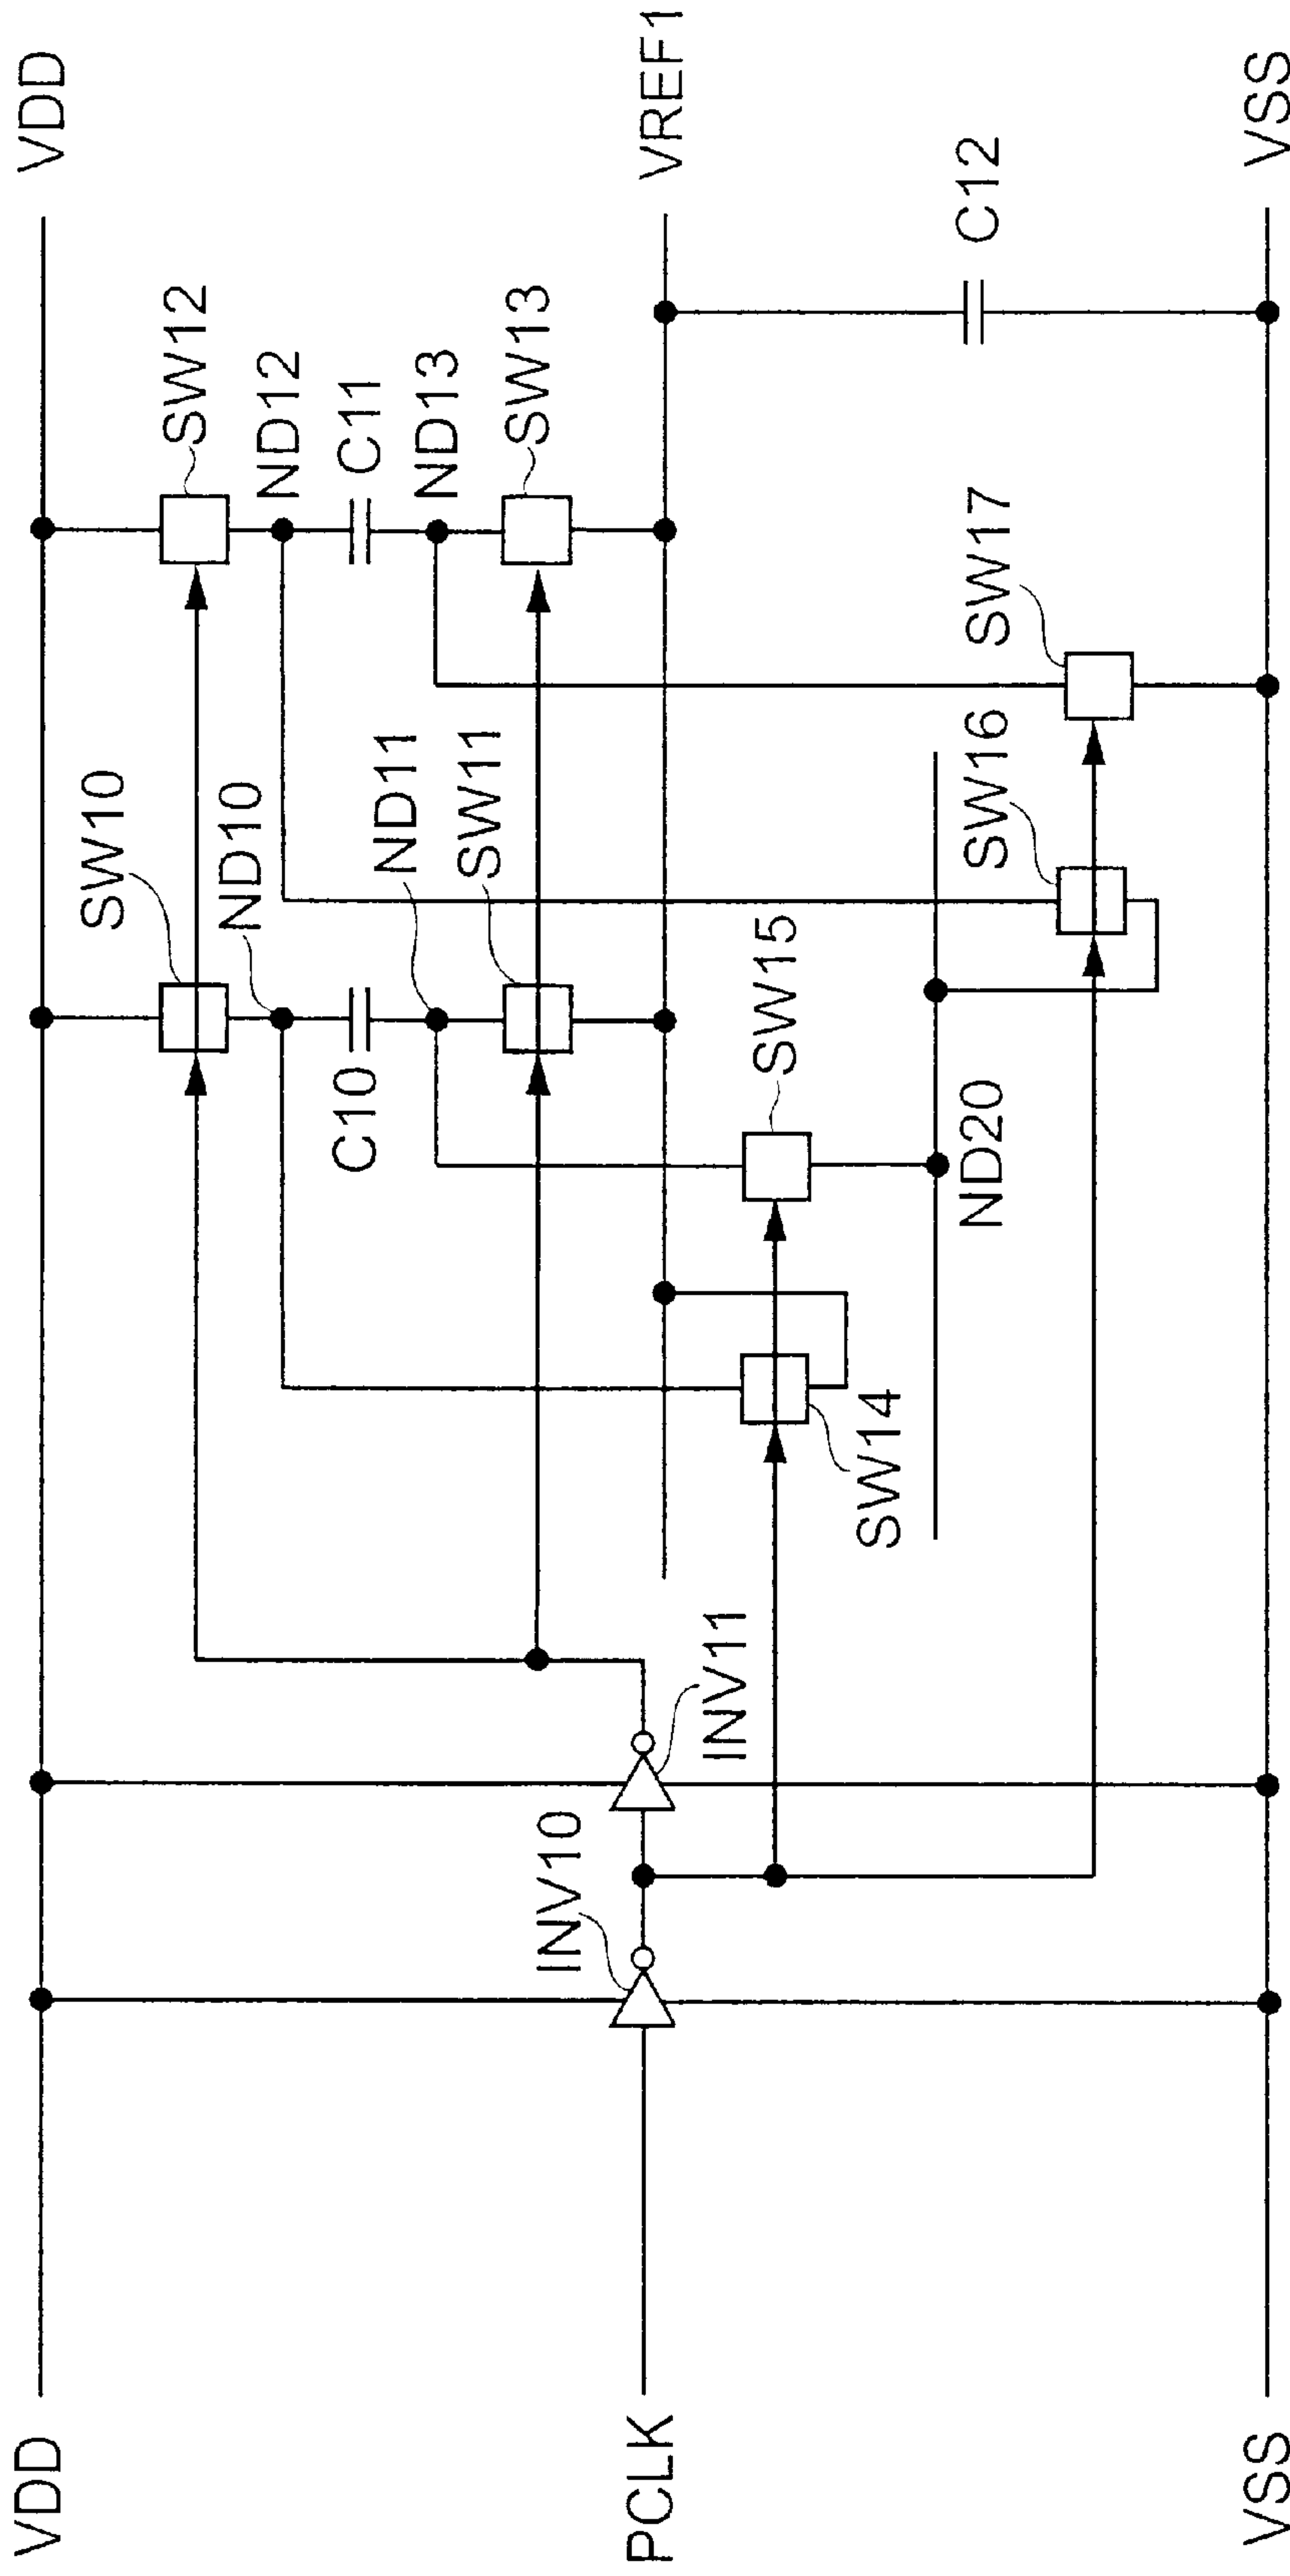 VDD
VDD
SW10
SW12
ND10
ND12
C10
C11
ND11
ND13
SW11
SW13
INV10
INV11
PCLK
VREF1
SW14
SW15
ND20
SW16
SW17
C12
VSS
VSS